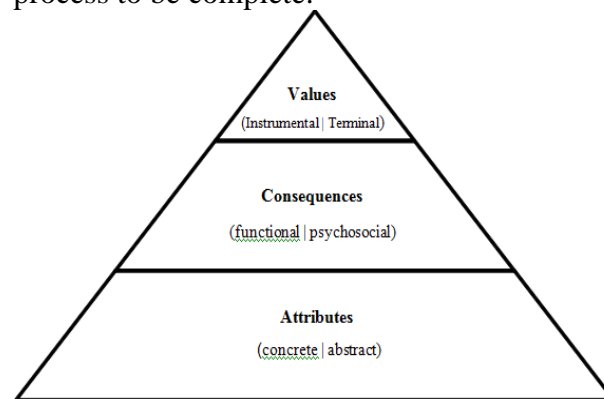 process to be complete.
Values
(Instrumental | Terminal)
Consequences
(functional | psychosocial)
Attributes
(concrete | abstract)